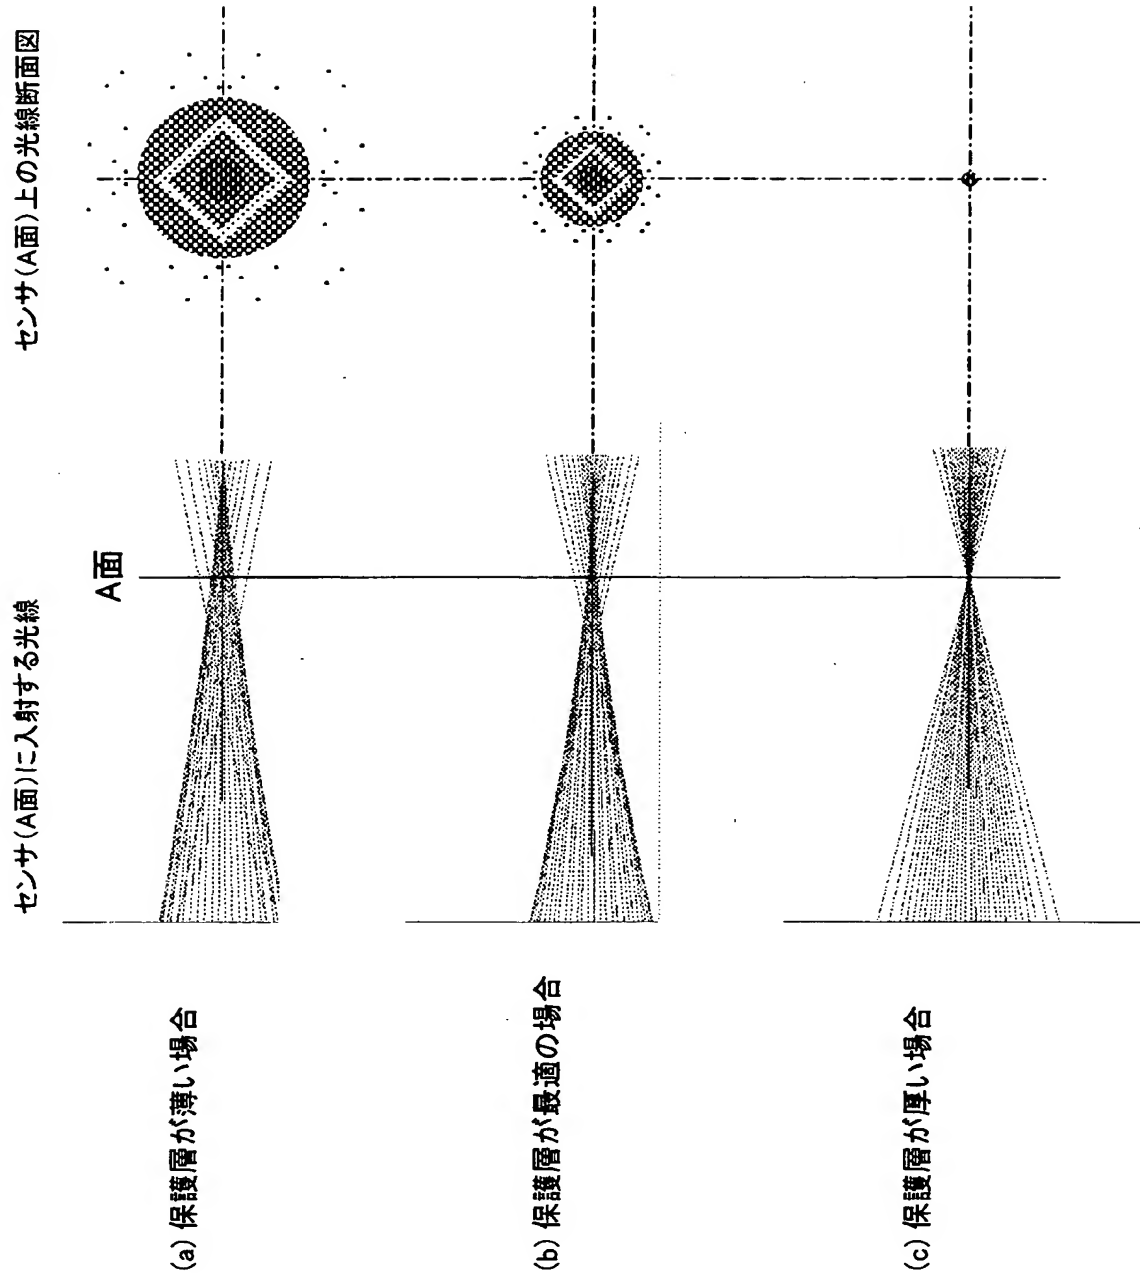 センサ(A面)に入射する光線
センサ(A面)上の光線断面図
A面
(a) 保護層が薄い場合
(b) 保護層が最適の場合
(c) 保護層が厚い場合